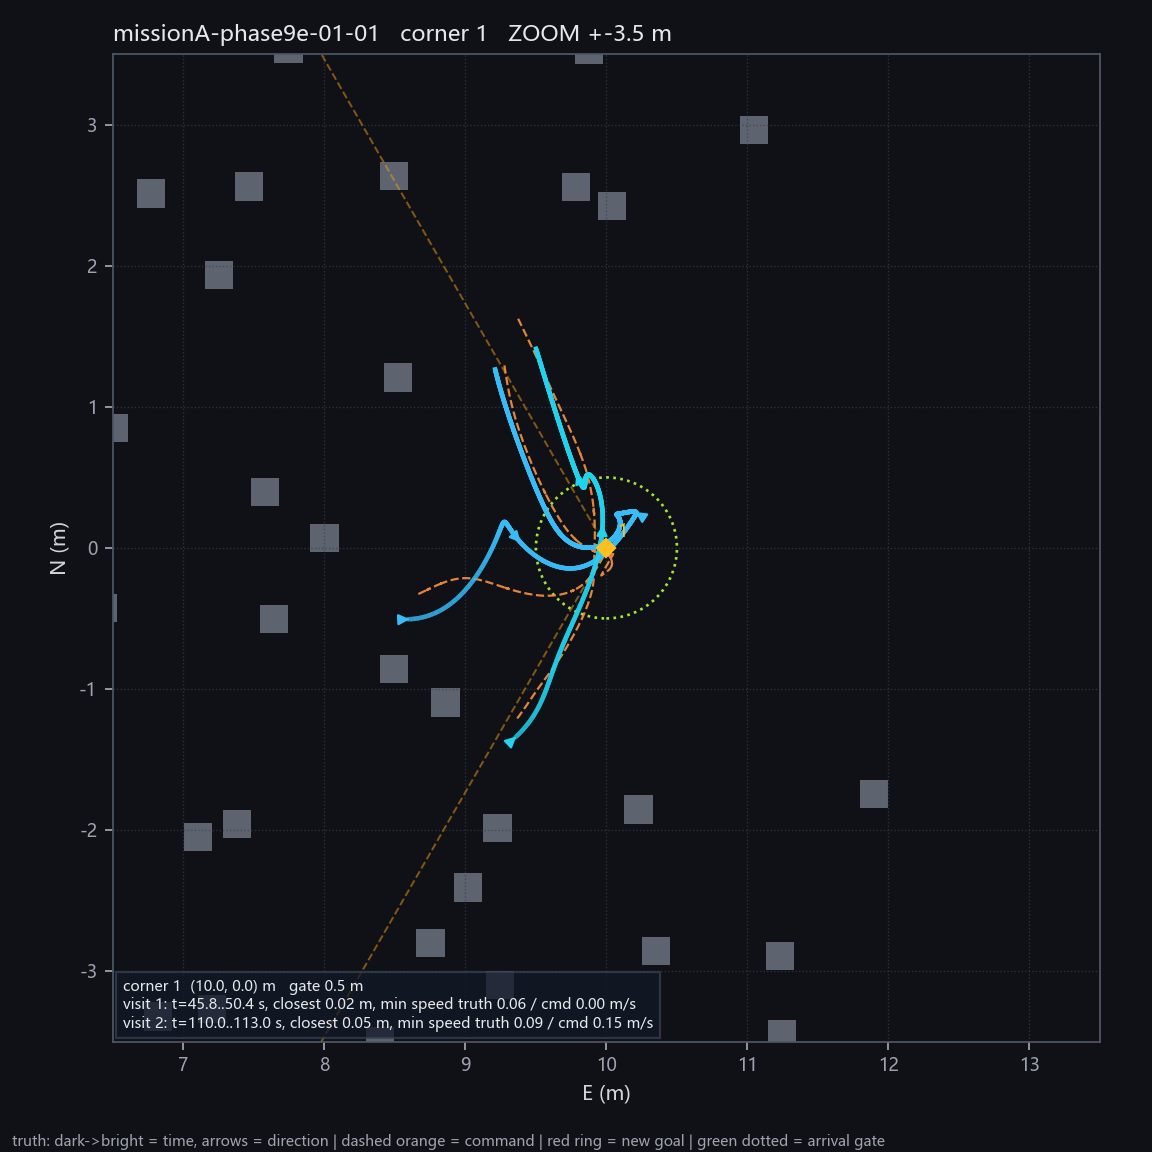 missionA-phase9e-01-01   corner 1   ZOOM +-3.5 m
N (m)
3
2
1
0
-1
-2
-3
corner 1  (10.0, 0.0) m   gate 0.5 m
visit 1: t=45.8..50.4 s, closest 0.02 m, min speed truth 0.06 / cmd 0.00 m/s
visit 2: t=110.0..113.0 s, closest 0.05 m, min speed truth 0.09 / cmd 0.15 m/s
7 8 9 10 11 12 13
E (m)
truth: dark->bright = time, arrows = direction | dashed orange = command | red ring = new goal | green dotted = arrival gate